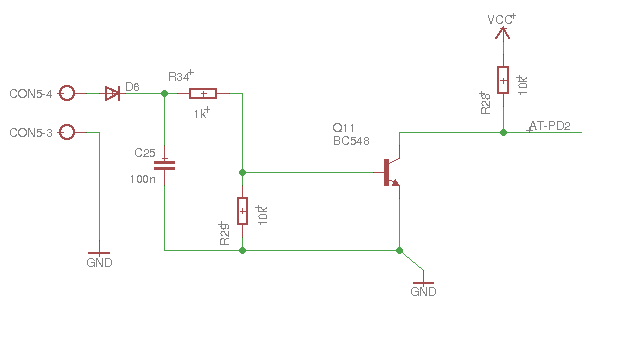 VCC
R34
D6
CON5-4
R28
10k
1k
Q11
AT-PD2
CON5-3
BC548
C25
100n
R29
10k
GND
GND